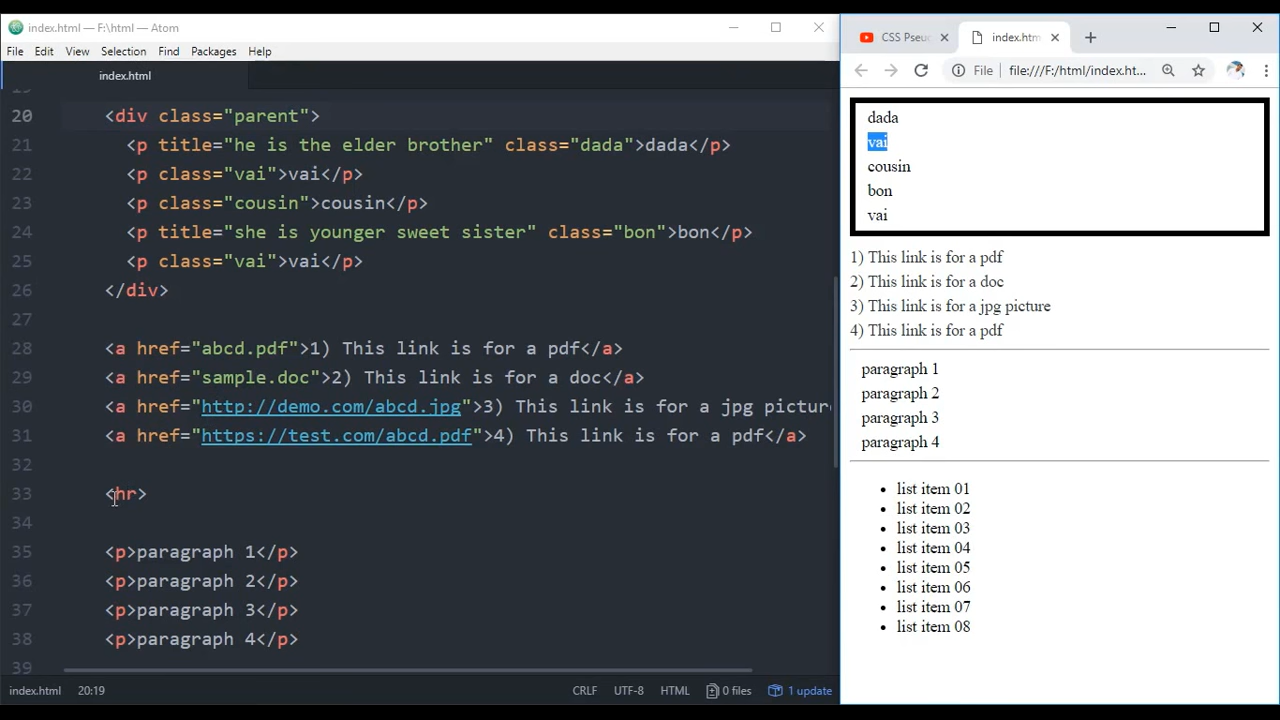 index.html — F:\html — Atom
File Edit View Selection Find Packages Help
index.html
20 <div class="parent">
21 <p title="he is the elder brother" class="dada">dada</p>
22 <p class="vai">vai</p>
23 <p class="cousin">cousin</p>
24 <p title="she is younger sweet sister" class="bon">bon</p>
25 <p class="vai">vai</p>
26 </div>
27
28 <a href="abcd.pdf">1) This link is for a pdf</a>
29 <a href="sample.doc">2) This link is for a doc</a>
30 <a href="http://demo.com/abcd.jpg">3) This link is for a jpg pictur
31 <a href="https://test.com/abcd.pdf">4) This link is for a pdf</a>
32
33 <hr>
34
35 <p>paragraph 1</p>
36 <p>paragraph 2</p>
37 <p>paragraph 3</p>
38 <p>paragraph 4</p>
39
index.html 20:19 CRLF UTF-8 HTML 0 files 1 update
CSS Pseu index.htm
File file:///F:/html/index.ht...
dada
vai
cousin
bon
vai
1) This link is for a pdf
2) This link is for a doc
3) This link is for a jpg picture
4) This link is for a pdf
paragraph 1
paragraph 2
paragraph 3
paragraph 4
• list item 01
• list item 02
• list item 03
• list item 04
• list item 05
• list item 06
• list item 07
• list item 08